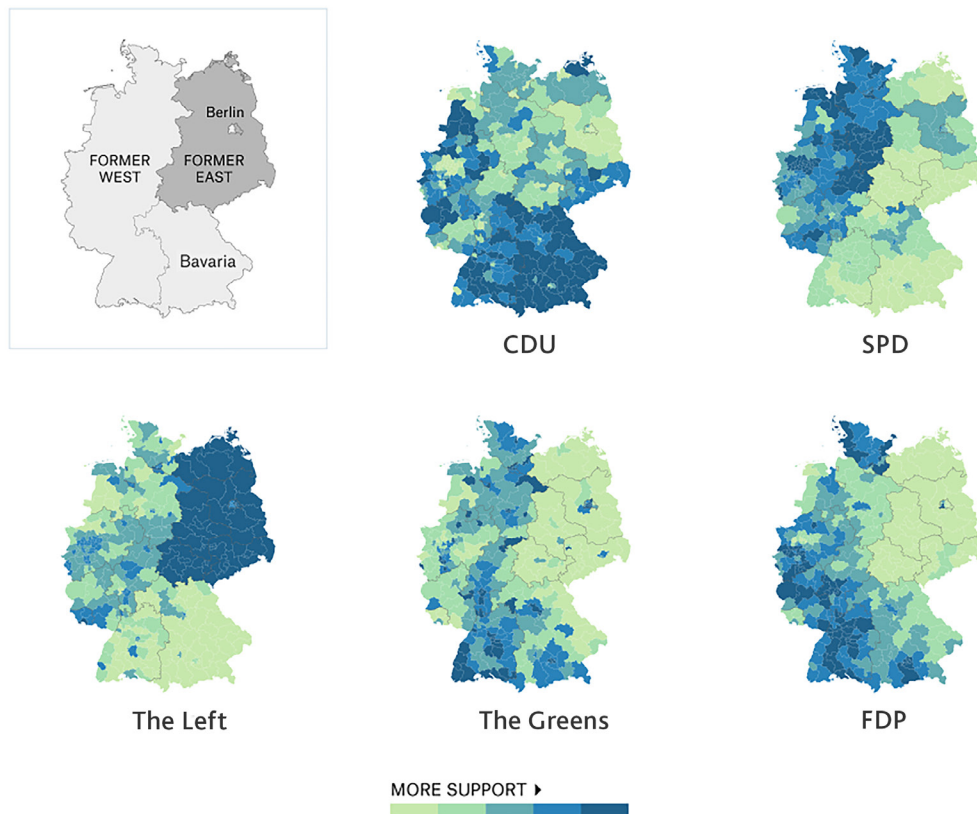 Berlin
FORMER
WEST
FORMER
EAST
Bavaria
CDU
SPD
The Left
The Greens
FDP
MORE SUPPORT